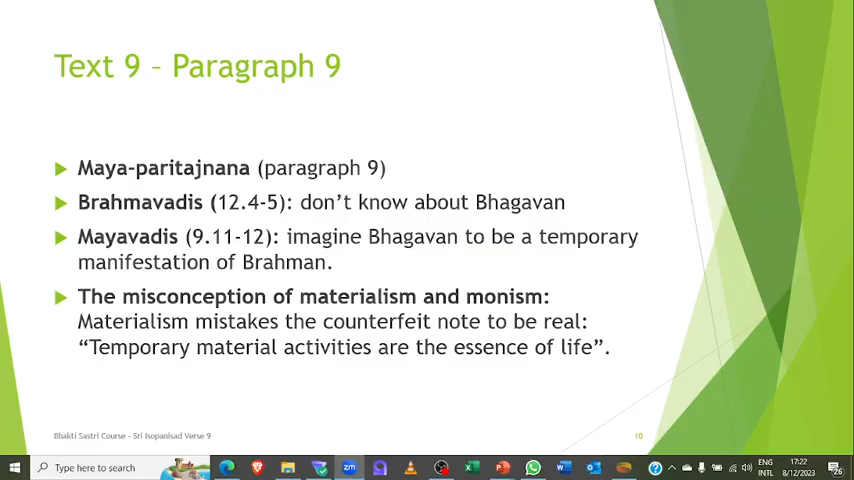 Text 9 – Paragraph 9
Maya-paritajnana (paragraph 9)
Brahmavadis (12.4-5): don't know about Bhagavan
Mayavadis (9.11-12): imagine Bhagavan to be a temporary
manifestation of Brahman.
The misconception of materialism and monism:
Materialism mistakes the counterfeit note to be real:
“Temporary material activities are the essence of life”.
Bhakti Sastri Course - Sri Isopanisad Verse 9
10
Type here to search
zm
ENG
INTL
17:22
8/12/2023
26